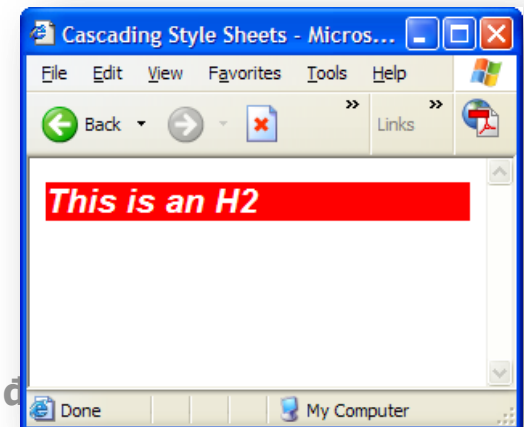 Cascading Style Sheets - Micros...
File Edit View Favorites Tools Help
Back » Links »
This is an H2
đ
Done My Computer